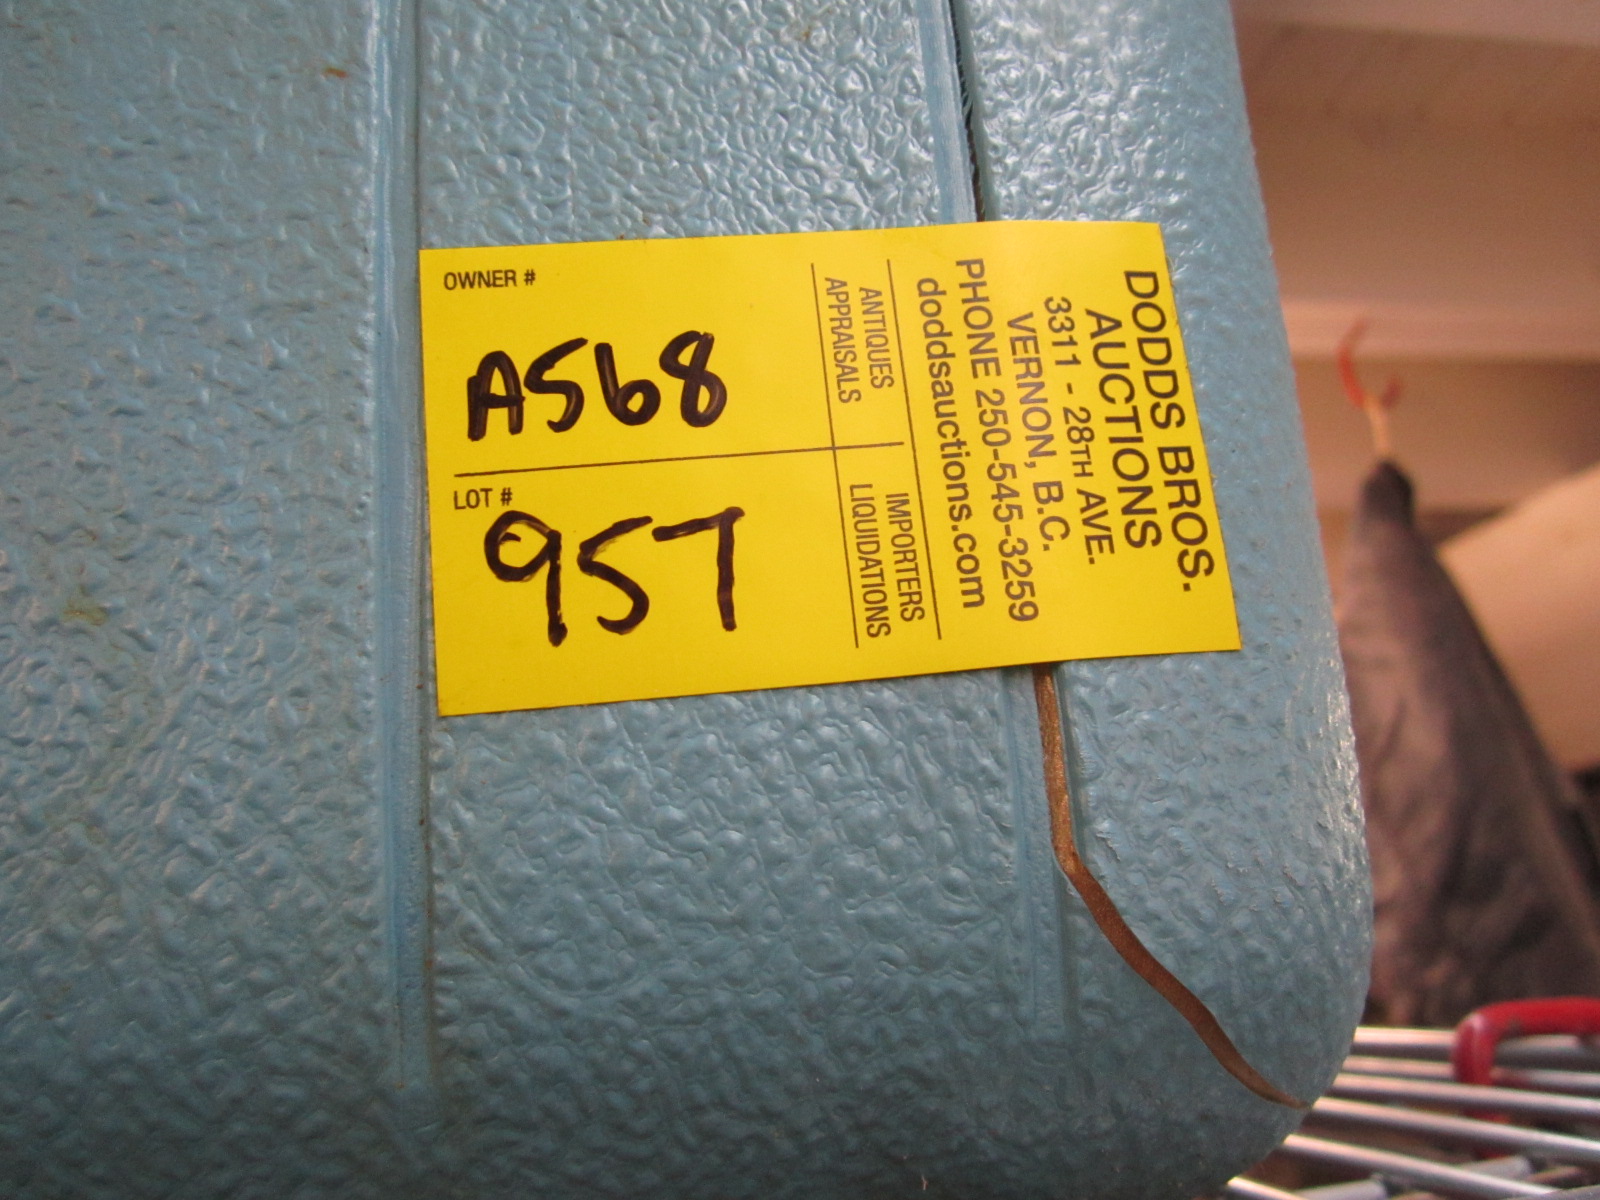 DODDS BROS.
AUCTIONS
3311 - 28TH AVE.
VERNON, B.C.
PHONE 250-545-3259
doddsauctions.com
ANTIQUES
APPRAISALS
IMPORTERS
LIQUIDATIONS
OWNER #
A568
LOT #
957